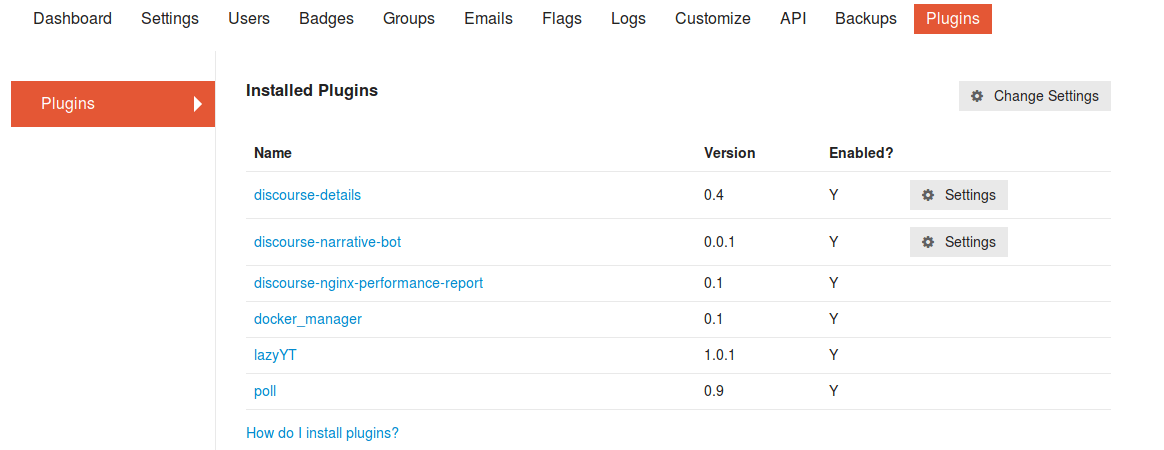 Dashboard Settings Users Badges Groups Emails Flags Logs Customize API Backups Plugins
Plugins
Installed Plugins
Change Settings
Name Version Enabled?
discourse-details 0.4 Y Settings
discourse-narrative-bot 0.0.1 Y Settings
discourse-nginx-performance-report 0.1 Y
docker_manager 0.1 Y
lazyYT 1.0.1 Y
poll 0.9 Y
How do I install plugins?